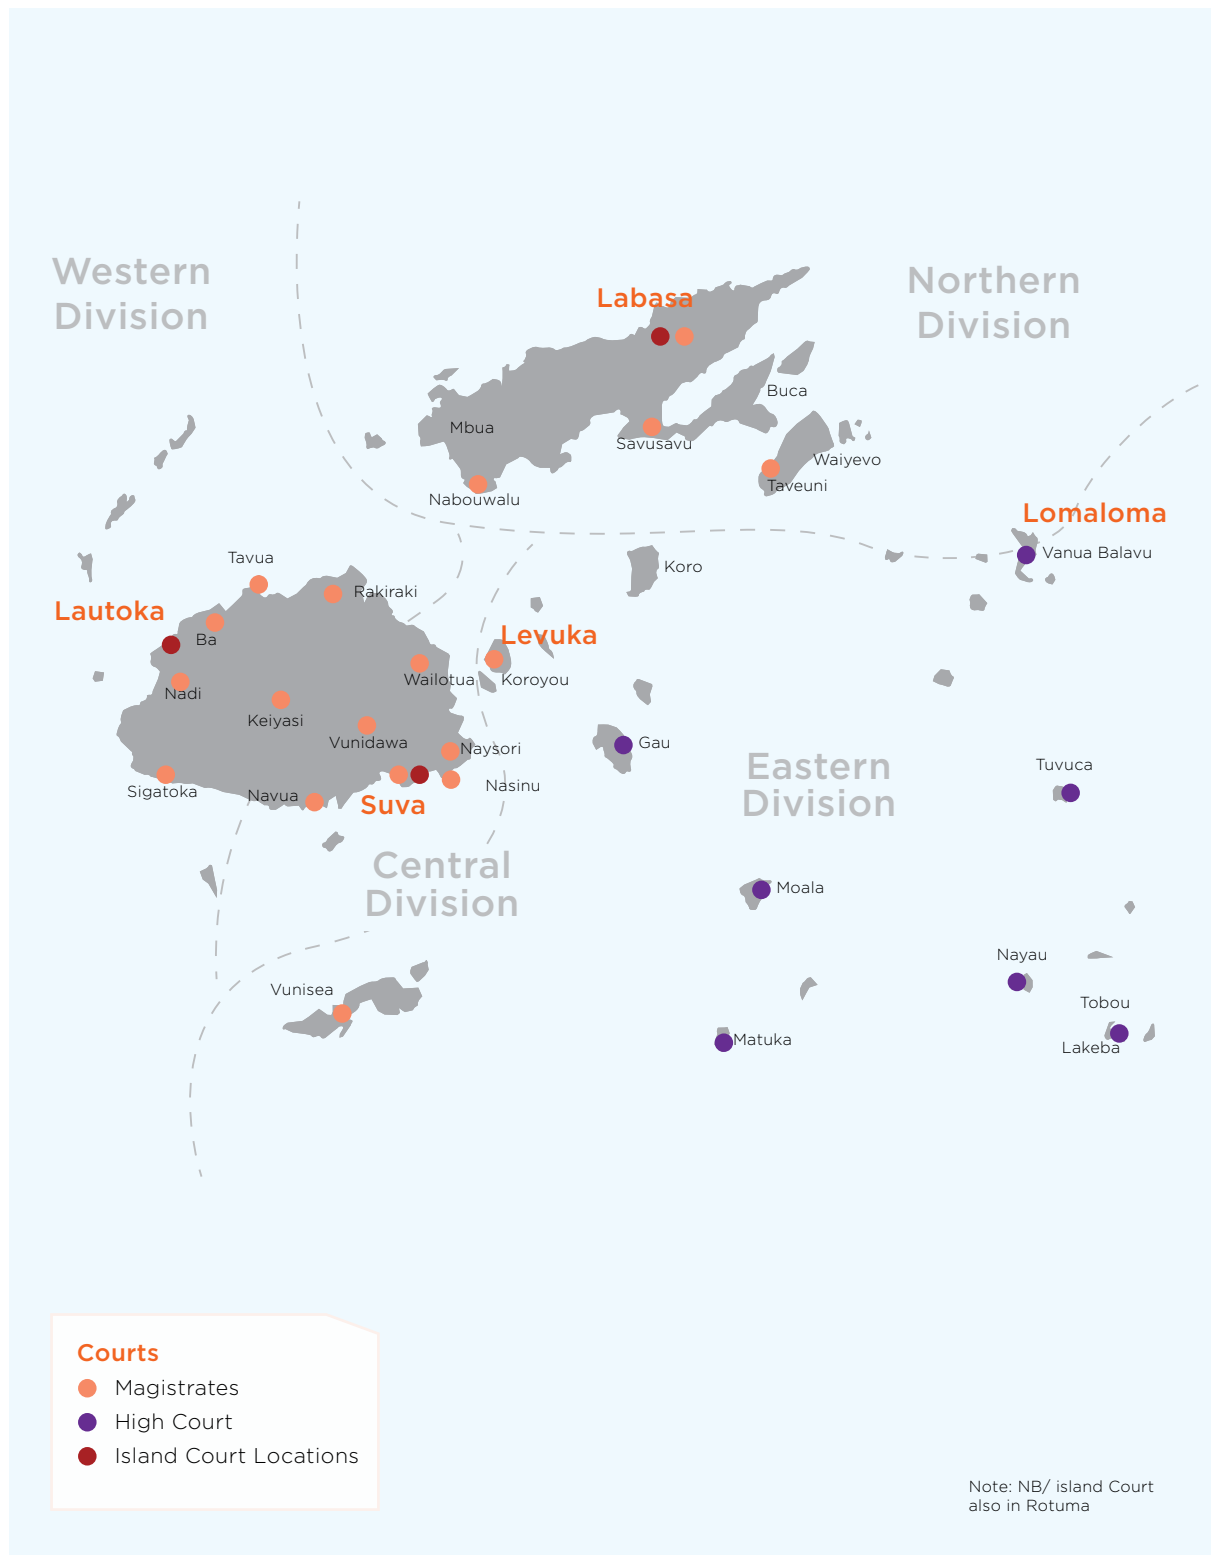 Western
Division
Northern
Division
Labasa
Buca
Mbua
Savusavu
Waiyevo
Taveuni
Nabouwalu
Lomaloma
Vanua Balavu
Tavua
Koro
Rakiraki
Lautoka
Ba
Levuka
Wailotua
Koroyou
Nadi
Keiyasi
Vunidawa
Naysori
Gau
Eastern
Division
Tuvuca
Sigatoka
Navua
Suva
Nasinu
Central
Division
Moala
Nayau
Vunisea
Tobou
Matuka
Lakeba
Courts
Magistrates
High Court
Island Court Locations
Note: NB/ island Court
also in Rotuma